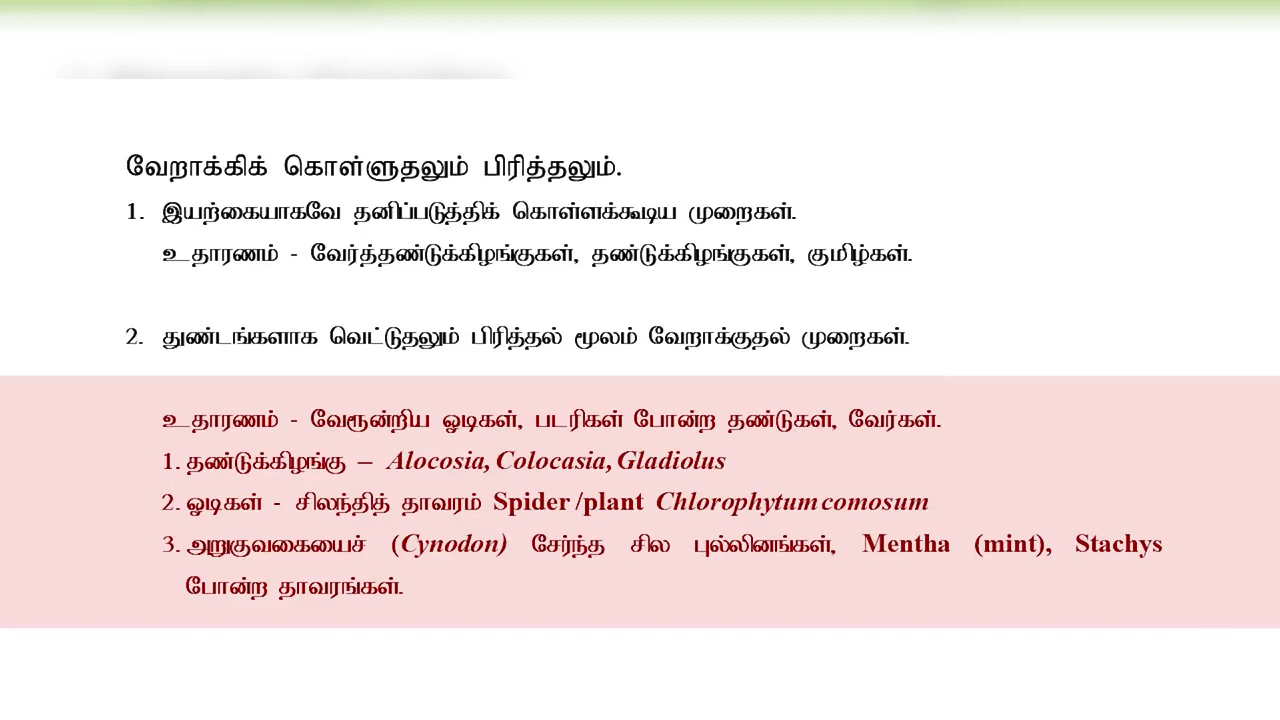 வேறாக்கிக் கொள்ளுதலும் பிரித்தலும்.
1. இயற்கையாகவே தனிப்படுத்திக் கொள்ளக்கூடிய முறைகள்.
உதாரணம் - வேர்த்தண்டுக்கிழங்குகள், தண்டுக்கிழங்குகள், குமிழ்கள்.
2. துண்டங்களாக வெட்டுதலும் பிரித்தல் மூலம் வேறாக்குதல் முறைகள்.
உதாரணம் - வேரூன்றிய ஓடிகள், படரிகள் போன்ற தண்டுகள், வேர்கள்.
1. தண்டுக்கிழங்கு – Alocosia, Colocasia, Gladiolus
2. ஓடிகள் - சிலந்தித் தாவரம் Spider /plant Chlorophytum comosum
3. அறுகுவகையைச் (Cynodon) சேர்ந்த சில புல்லினங்கள், Mentha (mint), Stachys
போன்ற தாவரங்கள்.